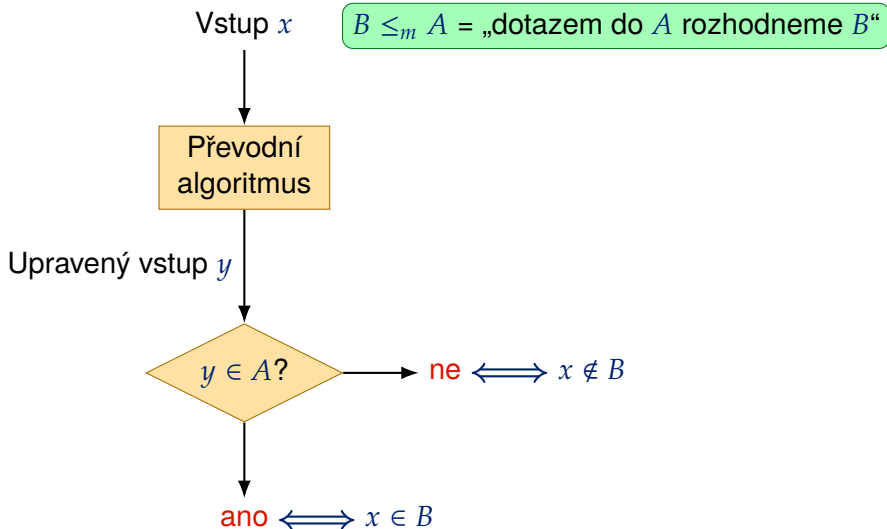 Vstup x
B ≤ₘ A = „dotazem do A rozhodneme B“
Převodní
algoritmus
Upravený vstup y
y ∈ A?
ne ⟺ x ∉ B
ano ⟺ x ∈ B